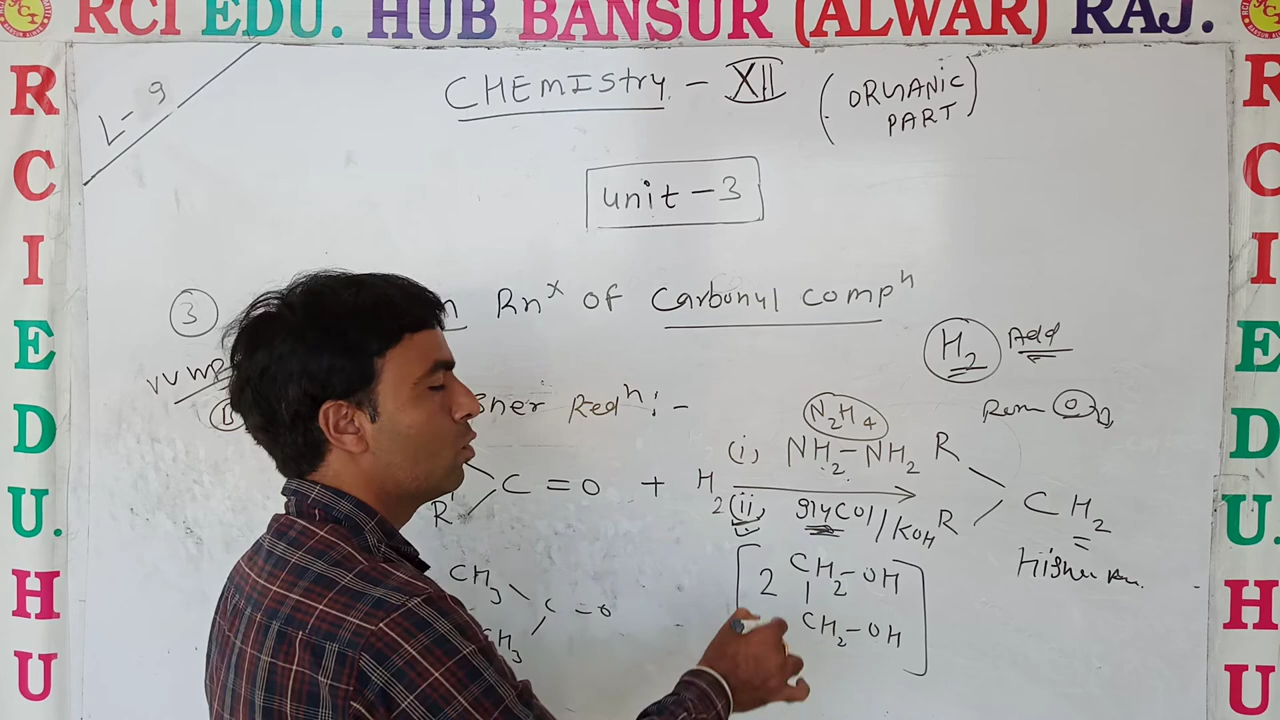 RCI EDU. HUB BANSUR (ALWAR) RAJ.
R
C
I
E
D
U.
H
U
R
C
I
E
D
U.
H
U
L-9
CHEMIStry - XII (ORGANIC PART)
Unit-3
3 n Rnˣ of Carbonyl compⁿ
H₂ Add
Redⁿ :-
N₂H₄
Rem O
(i) NH₂-NH₂
R C = O + H₂ R R CH₂
(ii) glycol/KOH
Higher
CH₃ CH₃ C = O
2 CH₂-OH
CH₂-OH